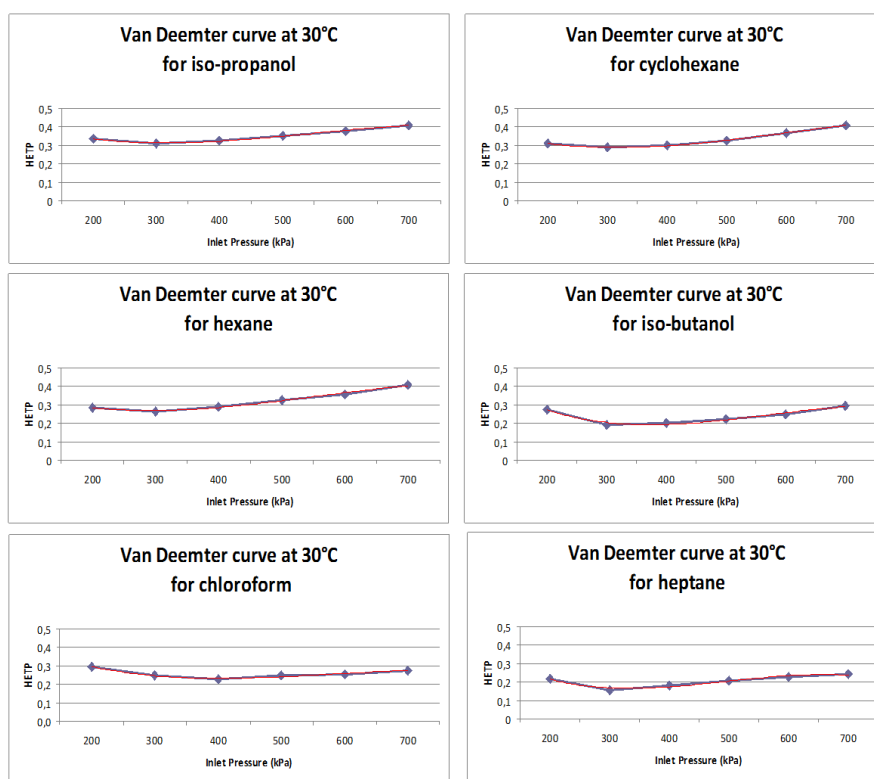 Van Deemter curve at 30°C
for iso-propanol
0,5
0,4
0,3
0,2
0,1
0
HETP
200 300 400 500 600 700
Inlet Pressure (kPa)
Van Deemter curve at 30°C
for cyclohexane
0,5
0,4
0,3
0,2
0,1
0
HETP
200 300 400 500 600 700
Inlet Pressure (kPa)
Van Deemter curve at 30°C
for hexane
0,5
0,4
0,3
0,2
0,1
0
HETP
200 300 400 500 600 700
Inlet Pressure (kPa)
Van Deemter curve at 30°C
for iso-butanol
0,5
0,4
0,3
0,2
0,1
0
HETP
200 300 400 500 600 700
Inlet Pressure (kPa)
Van Deemter curve at 30°C
for chloroform
0,5
0,4
0,3
0,2
0,1
0,0
HETP
200 300 400 500 600 700
Inlet Pressure (kPa)
Van Deemter curve at 30°C
for heptane
0,5
0,4
0,3
0,2
0,1
0
HETP
200 300 400 500 600 700
Inlet Pressure (kPa)